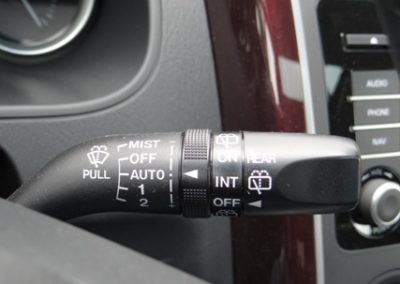 MIST
OFF
PULL
AUTO
1
2
ON REAR
INT
OFF
AUDIO
PHONE
NAV